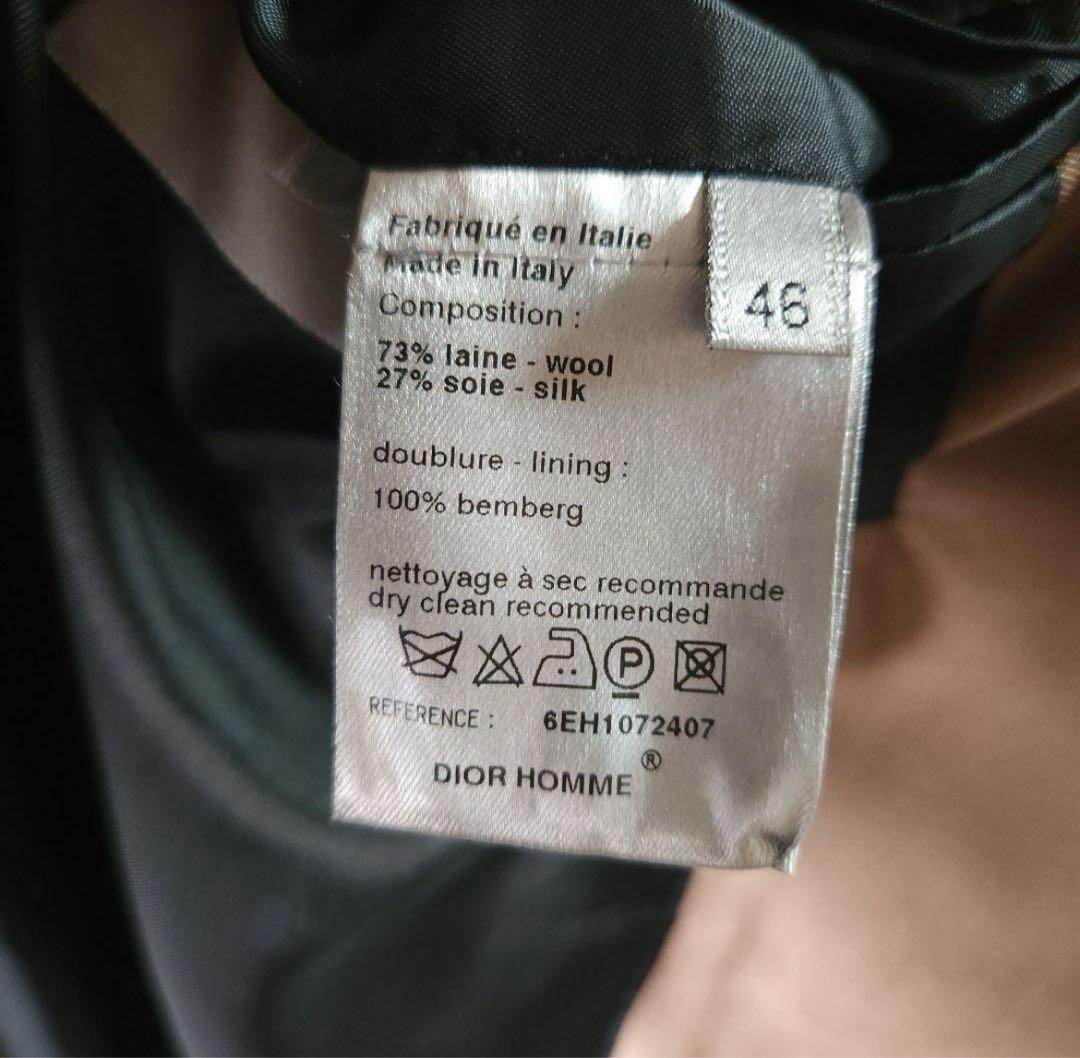 Fabriqué en Italie
Made in Italy
46
Composition :
73% laine - wool
27% soie - silk
doublure - lining :
100% bemberg
nettoyage à sec recommande
dry clean recommended
P
REFERENCE : 6EH1072407
DIOR HOMME ®